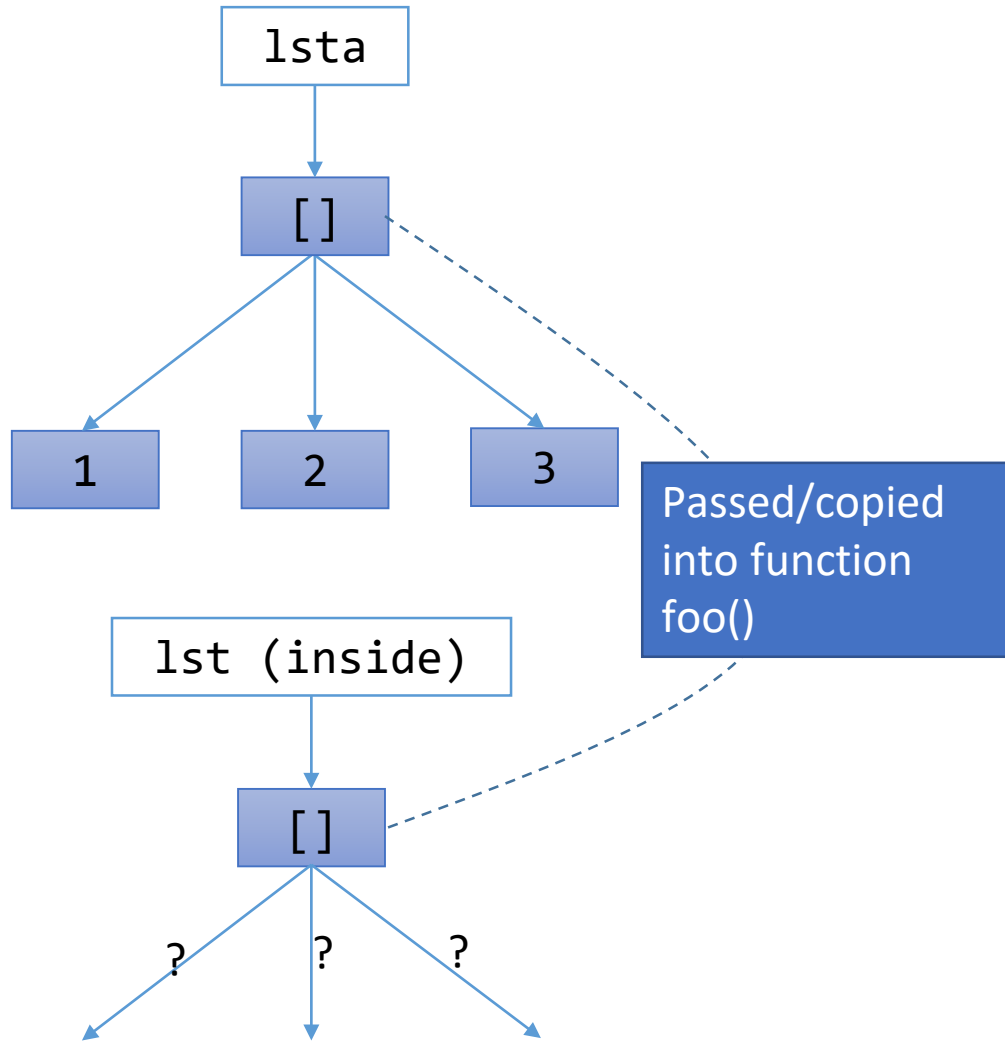 lsta
[]
1 2 3
Passed/copied
into function
foo()
lst (inside)
[]
? ? ?